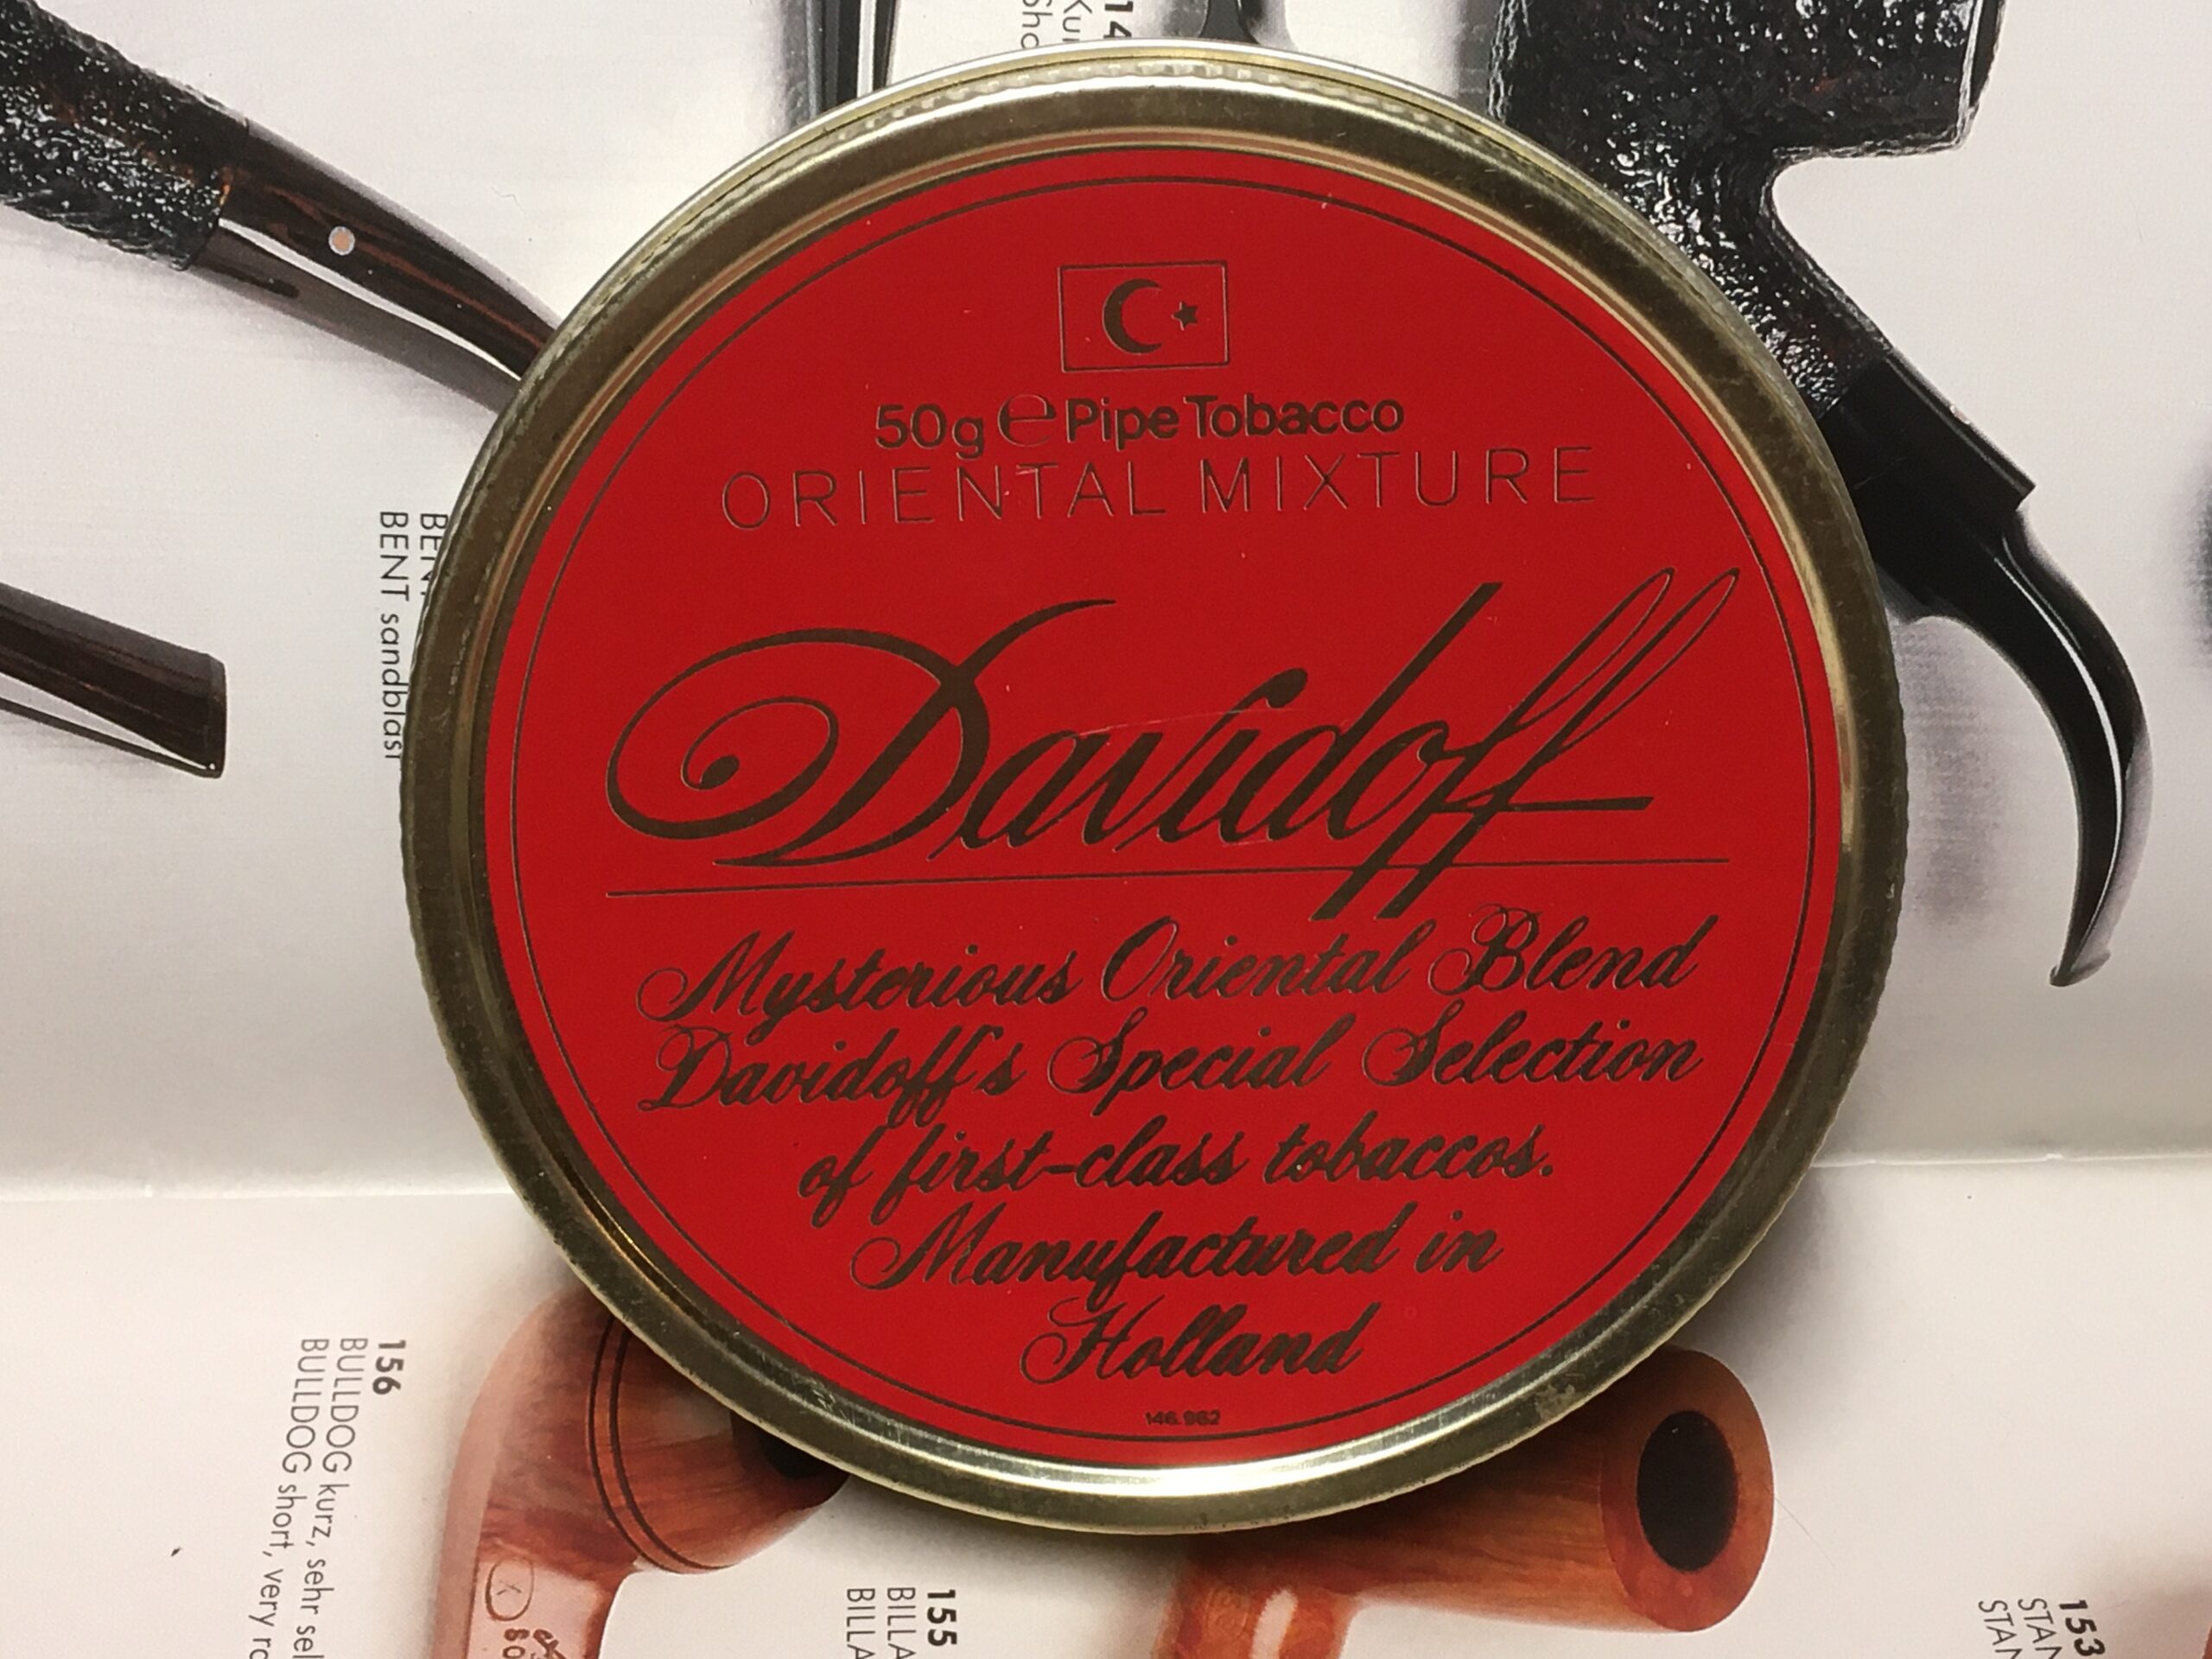 50g ℮ Pipe Tobacco
ORIENTAL MIXTURE
Davidoff
Mysterious Oriental Blend
Davidoff's Special Selection
of first-class tobaccos.
Manufactured in
Holland
146.962
BENT sandblast
156
BULLDOG kurz, sehr
BULLDOG short, very
155
153